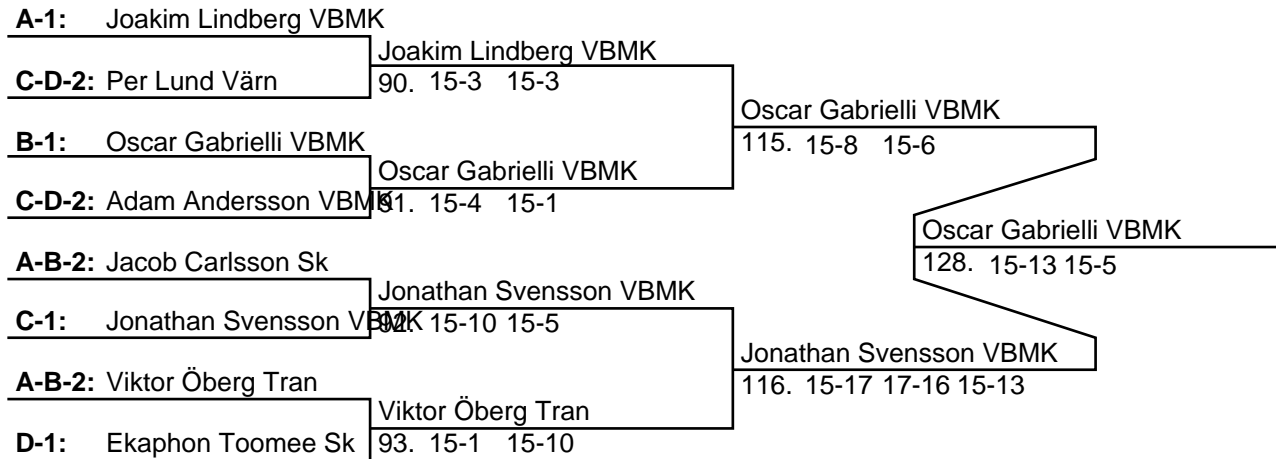 A-1: Joakim Lindberg VBMK
Joakim Lindberg VBMK
C-D-2: Per Lund Värn
90. 15-3 15-3
Oscar Gabrielli VBMK
B-1: Oscar Gabrielli VBMK
115. 15-8 15-6
Oscar Gabrielli VBMK
C-D-2: Adam Andersson VBMK
91. 15-4 15-1
Oscar Gabrielli VBMK
A-B-2: Jacob Carlsson Sk
128. 15-13 15-5
Jonathan Svensson VBMK
C-1: Jonathan Svensson VBMK
92. 15-10 15-5
Jonathan Svensson VBMK
A-B-2: Viktor Öberg Tran
116. 15-17 17-16 15-13
Viktor Öberg Tran
D-1: Ekaphon Toomee Sk
93. 15-1 15-10